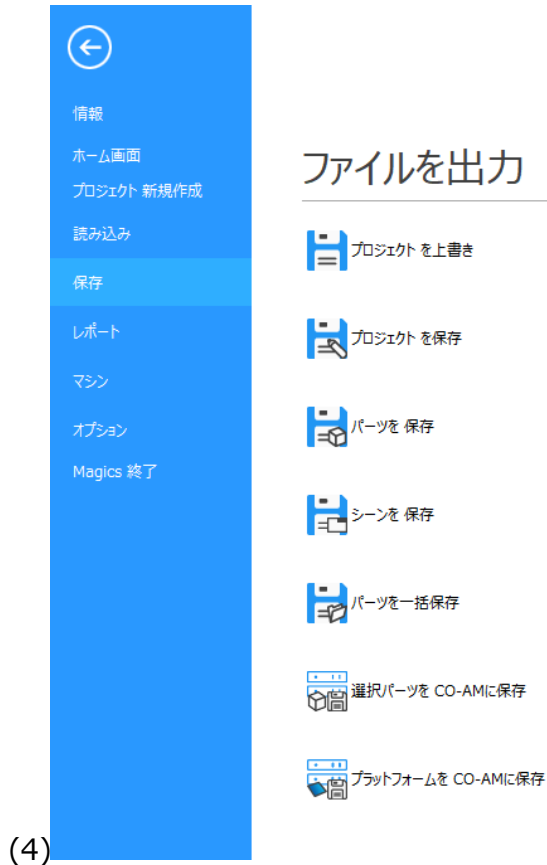 情報
ホーム画面
プロジェクト 新規作成
読み込み
保存
レポート
マシン
オプション
Magics 終了
ファイルを出力
プロジェクト を上書き
プロジェクト を保存
パーツを 保存
シーンを 保存
パーツを一括保存
選択パーツを CO-AMに保存
プラットフォームを CO-AMに保存
(4)